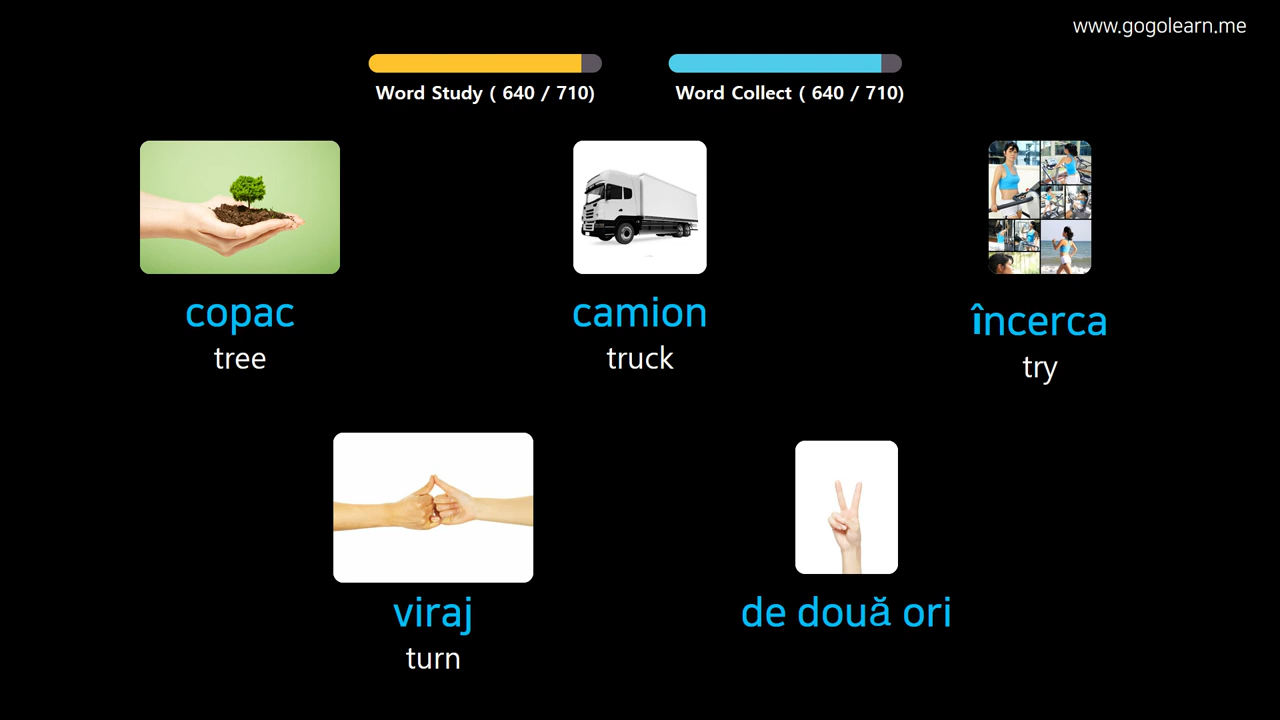 www.gogolearn.me
Word Study ( 640 / 710)
Word Collect ( 640 / 710)
copac
tree
camion
truck
încerca
try
viraj
turn
de două ori